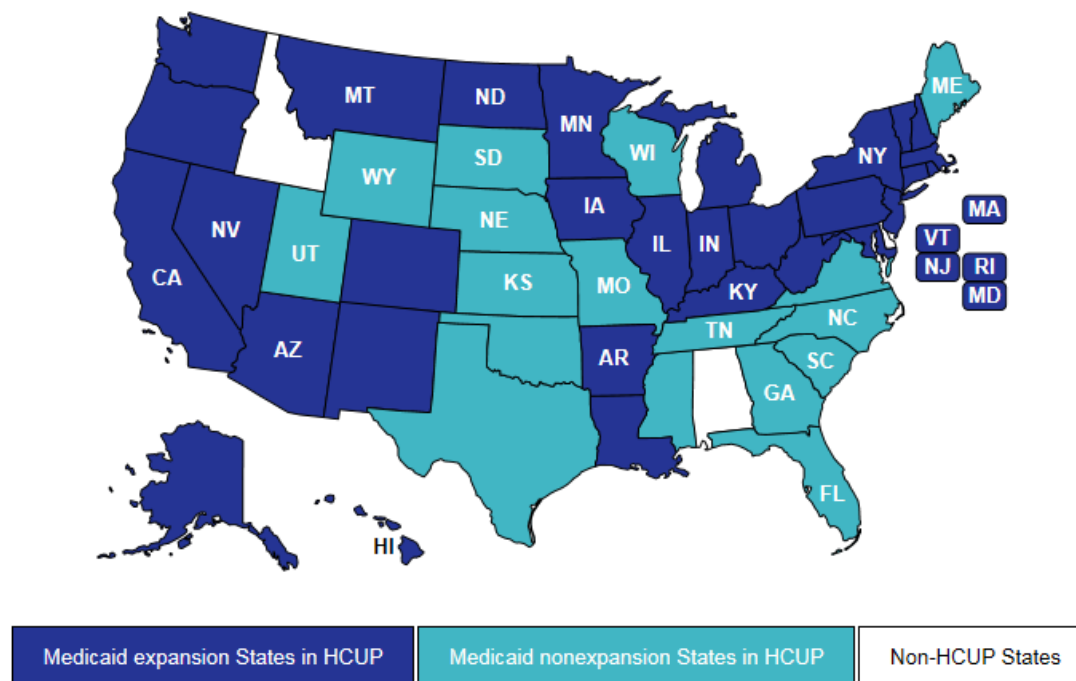 ME
MT
ND
MN
NY
WI
SD
WY
MA
IA
NE
VT
NV
IL
IN
UT
NJ
RI
CA
KS
MO
KY
MD
NC
TN
AZ
AR
SC
GA
FL
HI
Medicaid expansion States in HCUP
Medicaid nonexpansion States in HCUP
Non-HCUP States